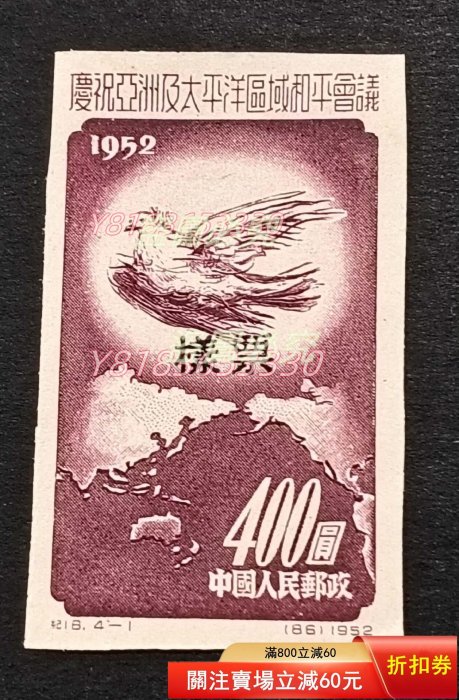 慶祝亞洲及太平洋區域和平會議
1952
樣票
400圓
中國人民郵政
紀18.4-1
(86)1952
滿800立減60
關注賣場立減60元
折扣券